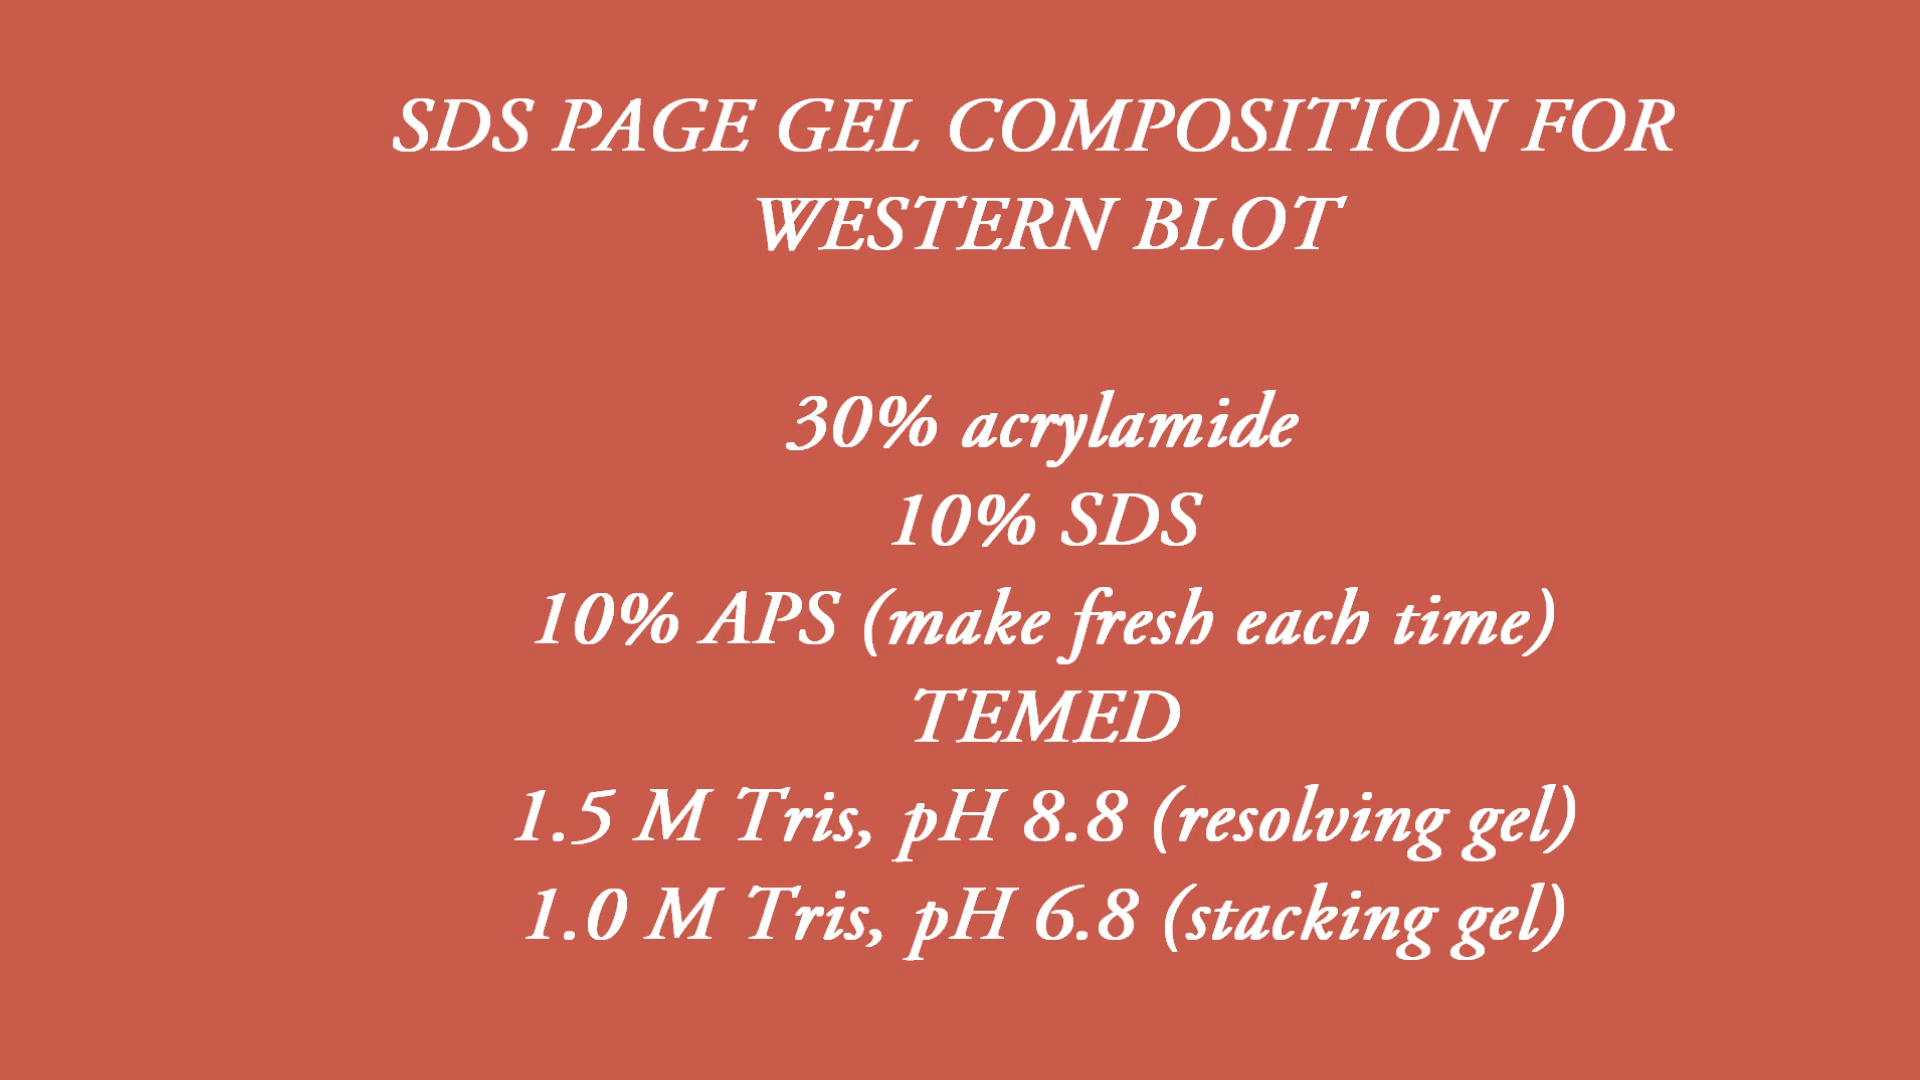 SDS PAGE GEL COMPOSITION FOR
WESTERN BLOT
30% acrylamide
10% SDS
10% APS (make fresh each time)
TEMED
1.5 M Tris, pH 8.8 (resolving gel)
1.0 M Tris, pH 6.8 (stacking gel)